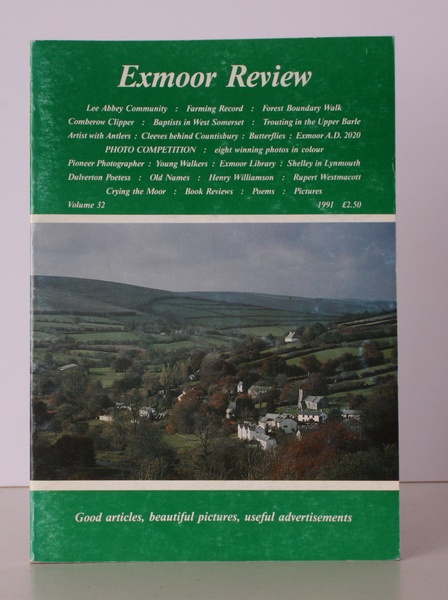 Exmoor Review
Lee Abbey Community : Farming Record : Forest Boundary Walk
Comberow Clipper : Baptists in West Somerset : Trouting in the Upper Barle
Artist with Antlers : Cleeves behind Countisbury : Butterflies : Exmoor A.D. 2020
PHOTO COMPETITION : eight winning photos in colour
Pioneer Photographer : Young Walkers : Exmoor Library : Shelley in Lynmouth
Dulverton Poetess : Old Names : Henry Williamson : Rupert Westmacott
Crying the Moor : Book Reviews : Poems : Pictures
Volume 32 1991 £2.50
Good articles, beautiful pictures, useful advertisements